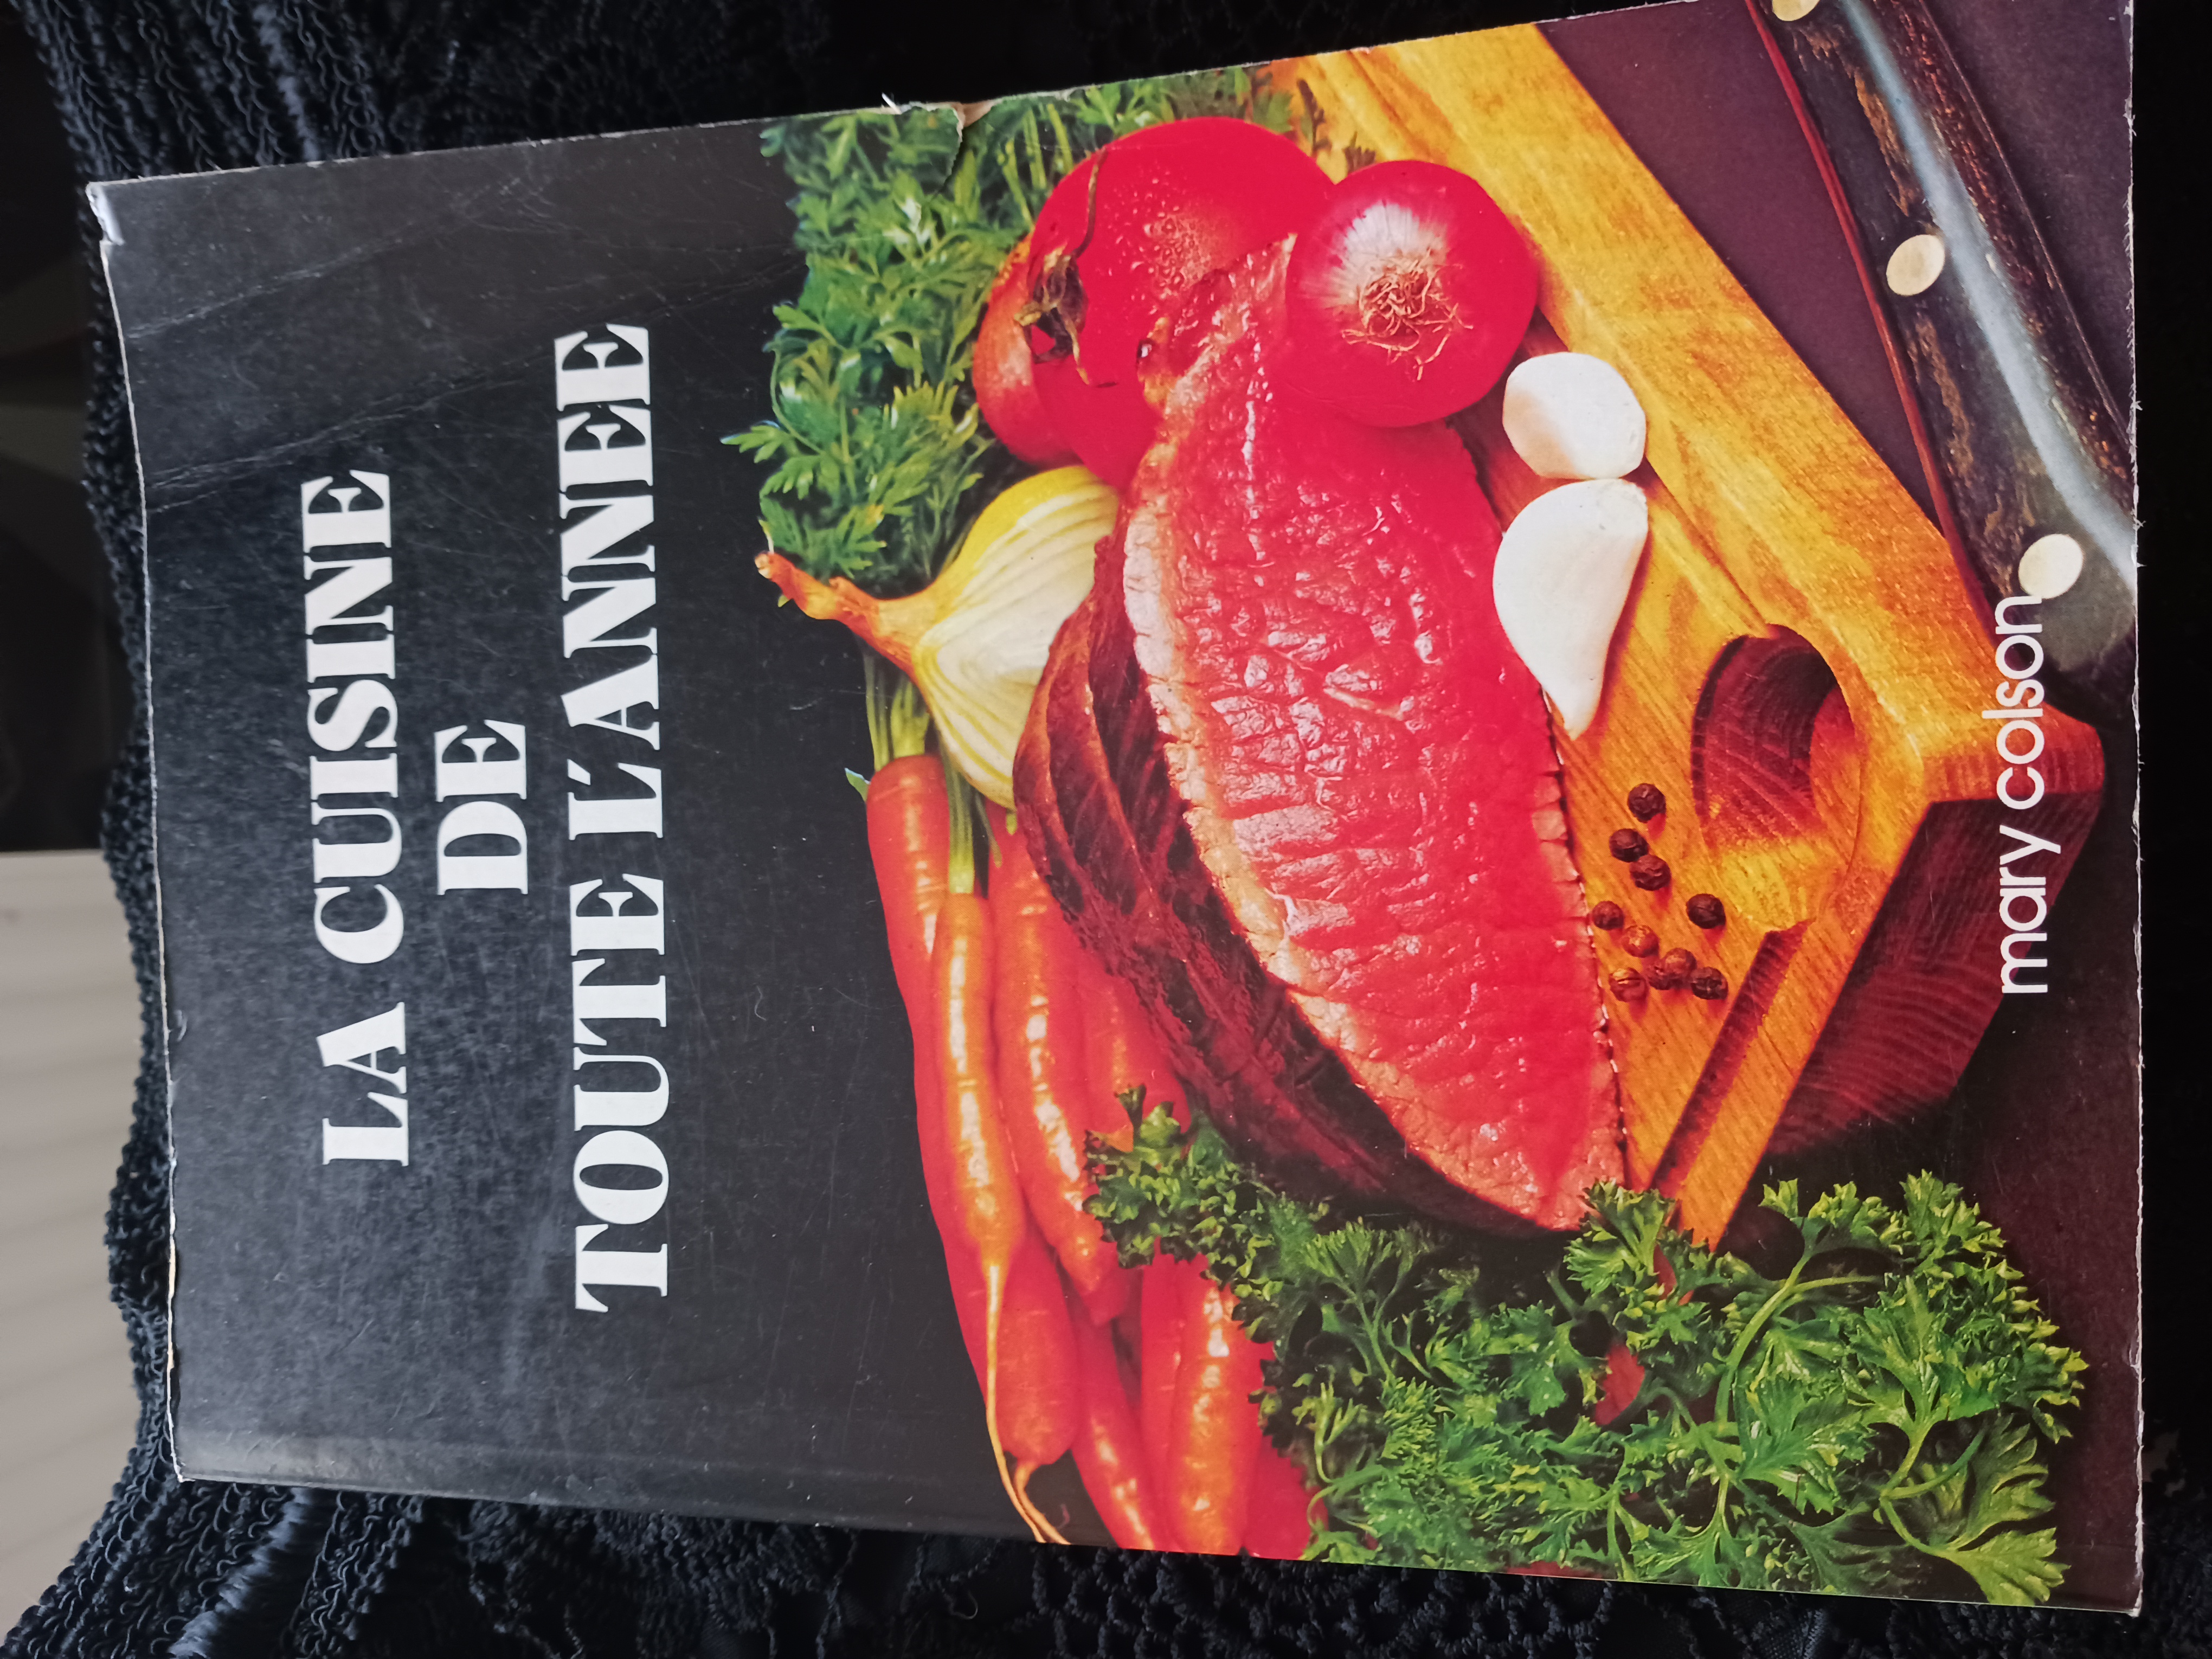 LA CUISINE
DE
TOUTE L'ANNEE
mary colson